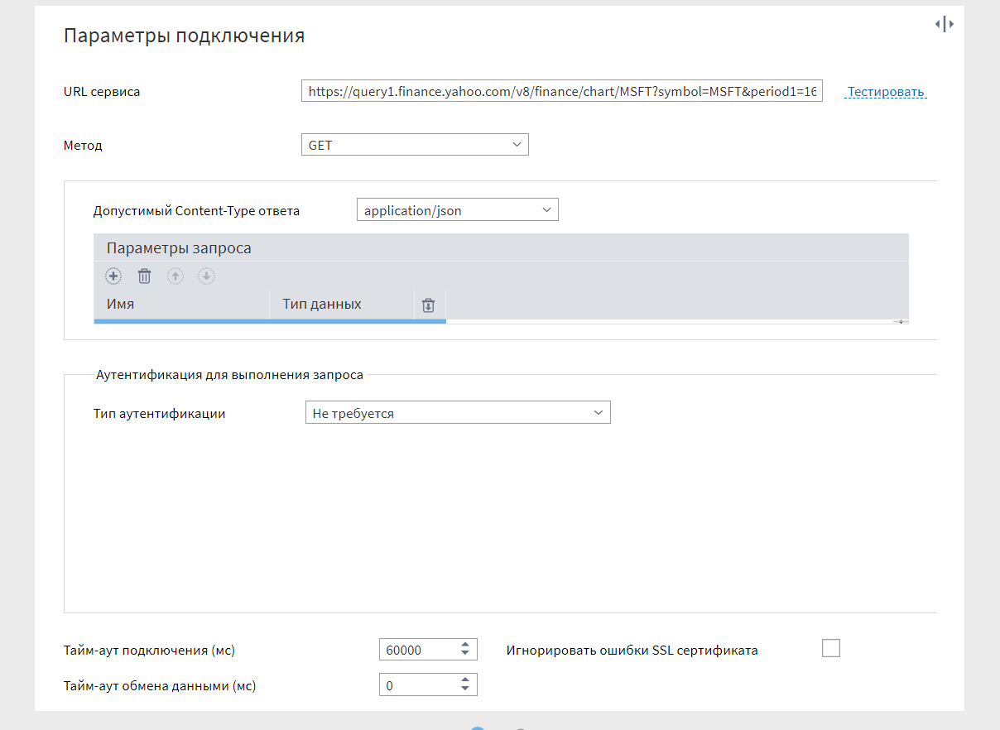 Параметры подключения
URL сервиса
https://query1.finance.yahoo.com/v8/finance/chart/MSFT?symbol=MSFT&period1=16
Тестировать
Метод
GET
Допустимый Content-Type ответа
application/json
Параметры запроса
Имя
Тип данных
Аутентификация для выполнения запроса
Тип аутентификации
Не требуется
Тайм-аут подключения (мс)
60000
Игнорировать ошибки SSL сертификата
Тайм-аут обмена данными (мс)
0